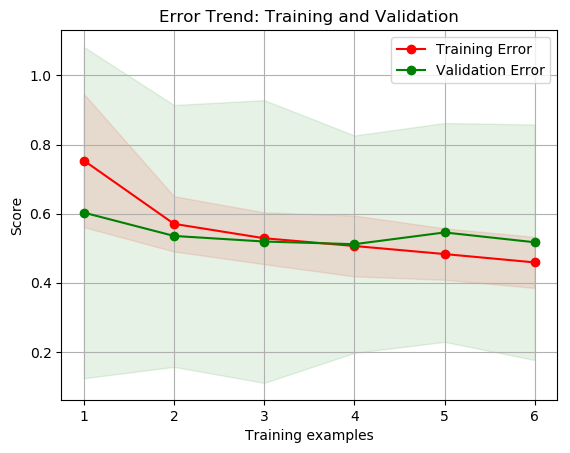 Error Trend: Training and Validation
Training Error
Validation Error
1.0
0.8
0.6
0.4
0.2
Score
1 2 3 4 5 6
Training examples